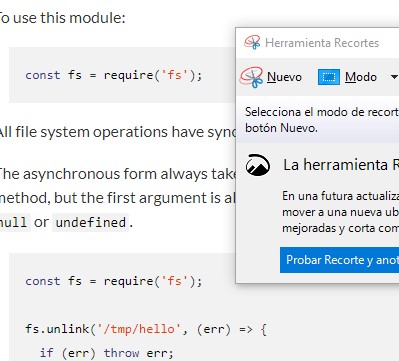 To use this module:
const fs = require('fs');
All file system operations have sync
The asynchronous form always take
method, but the first argument is al
null or undefined.
const fs = require('fs');
fs.unlink('/tmp/hello', (err) => {
if (err) throw err;
Herramienta Recortes
Nuevo
Modo
Selecciona el modo de recort
botón Nuevo.
La herramienta R
En una futura actualiza
mover a una nueva ub
mejoradas y corta com
Probar Recorte y anot